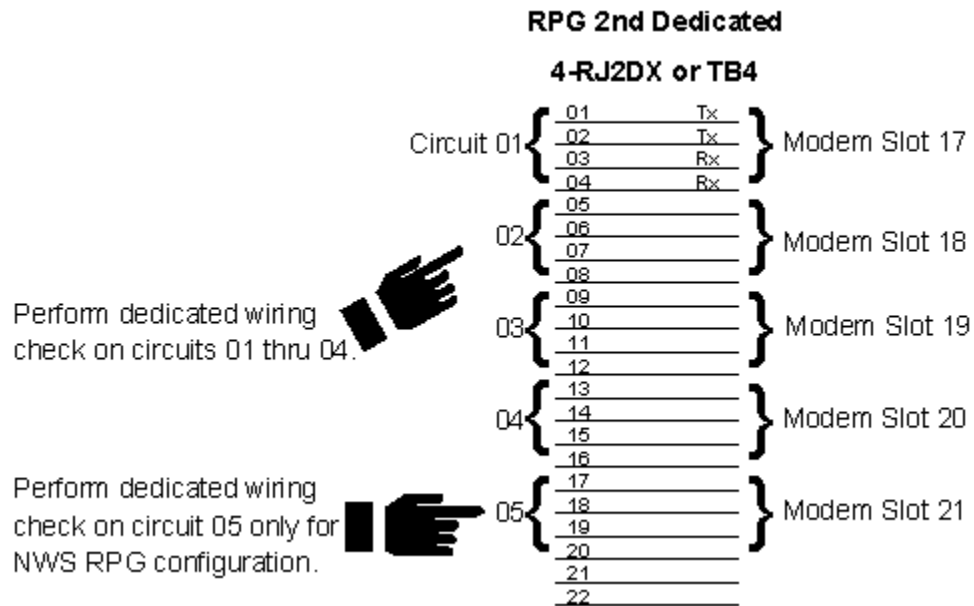 RPG 2nd Dedicated
4-RJ2DX or TB4
Circuit 01
01 Tx
02 Tx
03 Rx
04 Rx
Modem Slot 17
02
05
06
07
08
Modem Slot 18
Perform dedicated wiring
check on circuits 01 thru 04.
03
09
10
11
12
Modem Slot 19
04
13
14
15
16
Modem Slot 20
Perform dedicated wiring
check on circuit 05 only for
NWS RPG configuration.
05
17
18
19
20
Modem Slot 21
21
22